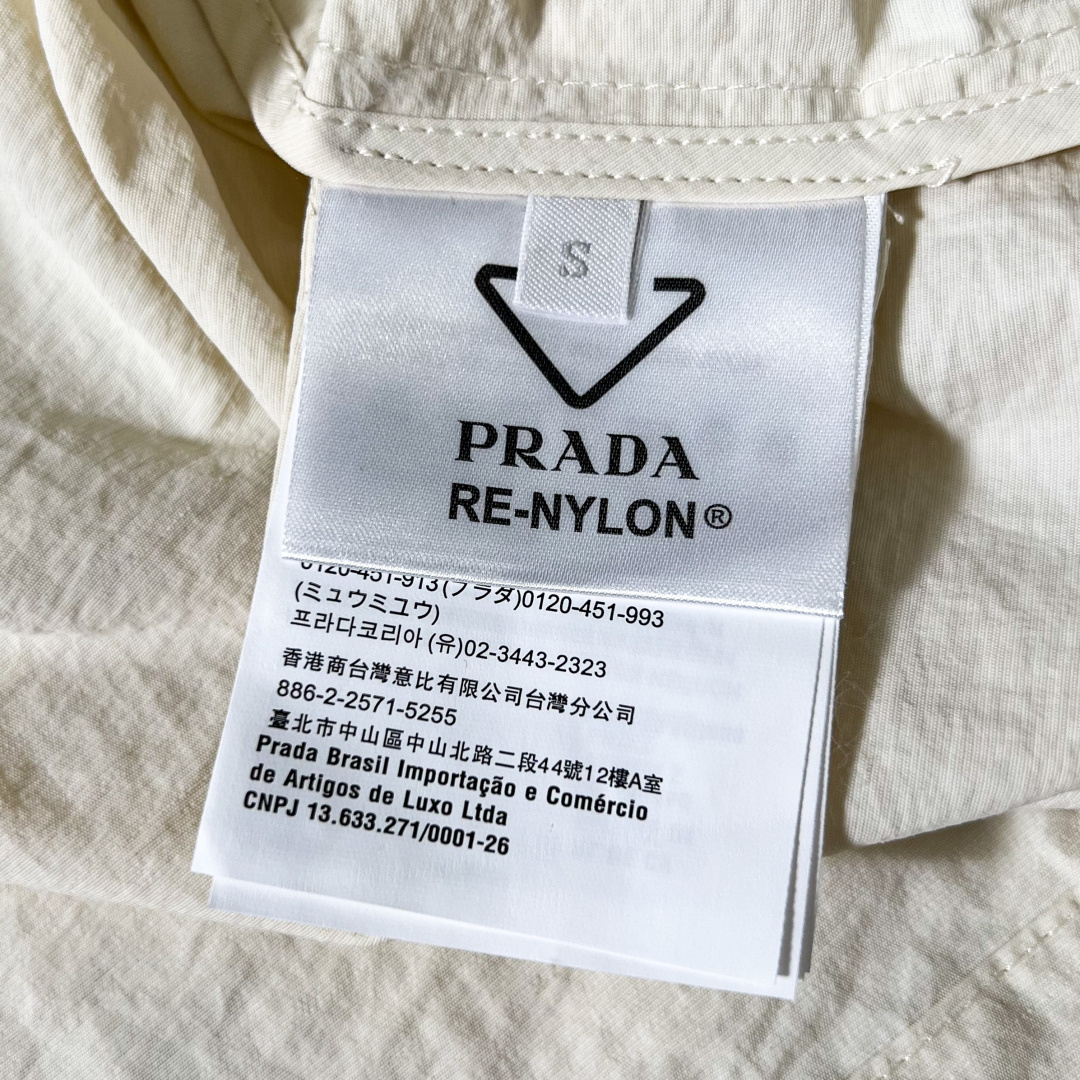 S
PRADA
RE-NYLON®
0120-451-913 (プラダ)0120-451-993
(ミュウミュウ)
프라다코리아 (유)02-3443-2323
香港商台灣意比有限公司台灣分公司
886-2-2571-5255
臺北市中山區中山北路二段44號12樓A室
Prada Brasil Importação e Comércio
de Artigos de Luxo Ltda
CNPJ 13.633.271/0001-26